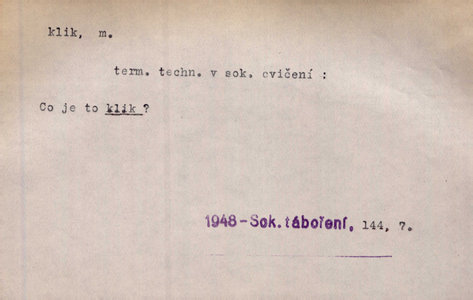 klik, m.
term. techn. v sok. cvičení :
Co je to klik ?
1948-Sok. táboření, 144, 7.